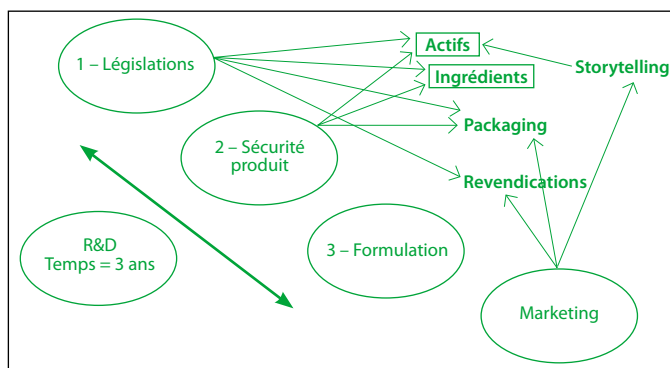 1 – Législations
Actifs
Ingrédients
Storytelling
Packaging
2 – Sécurité
produit
Revendications
R&D
Temps = 3 ans
3 – Formulation
Marketing